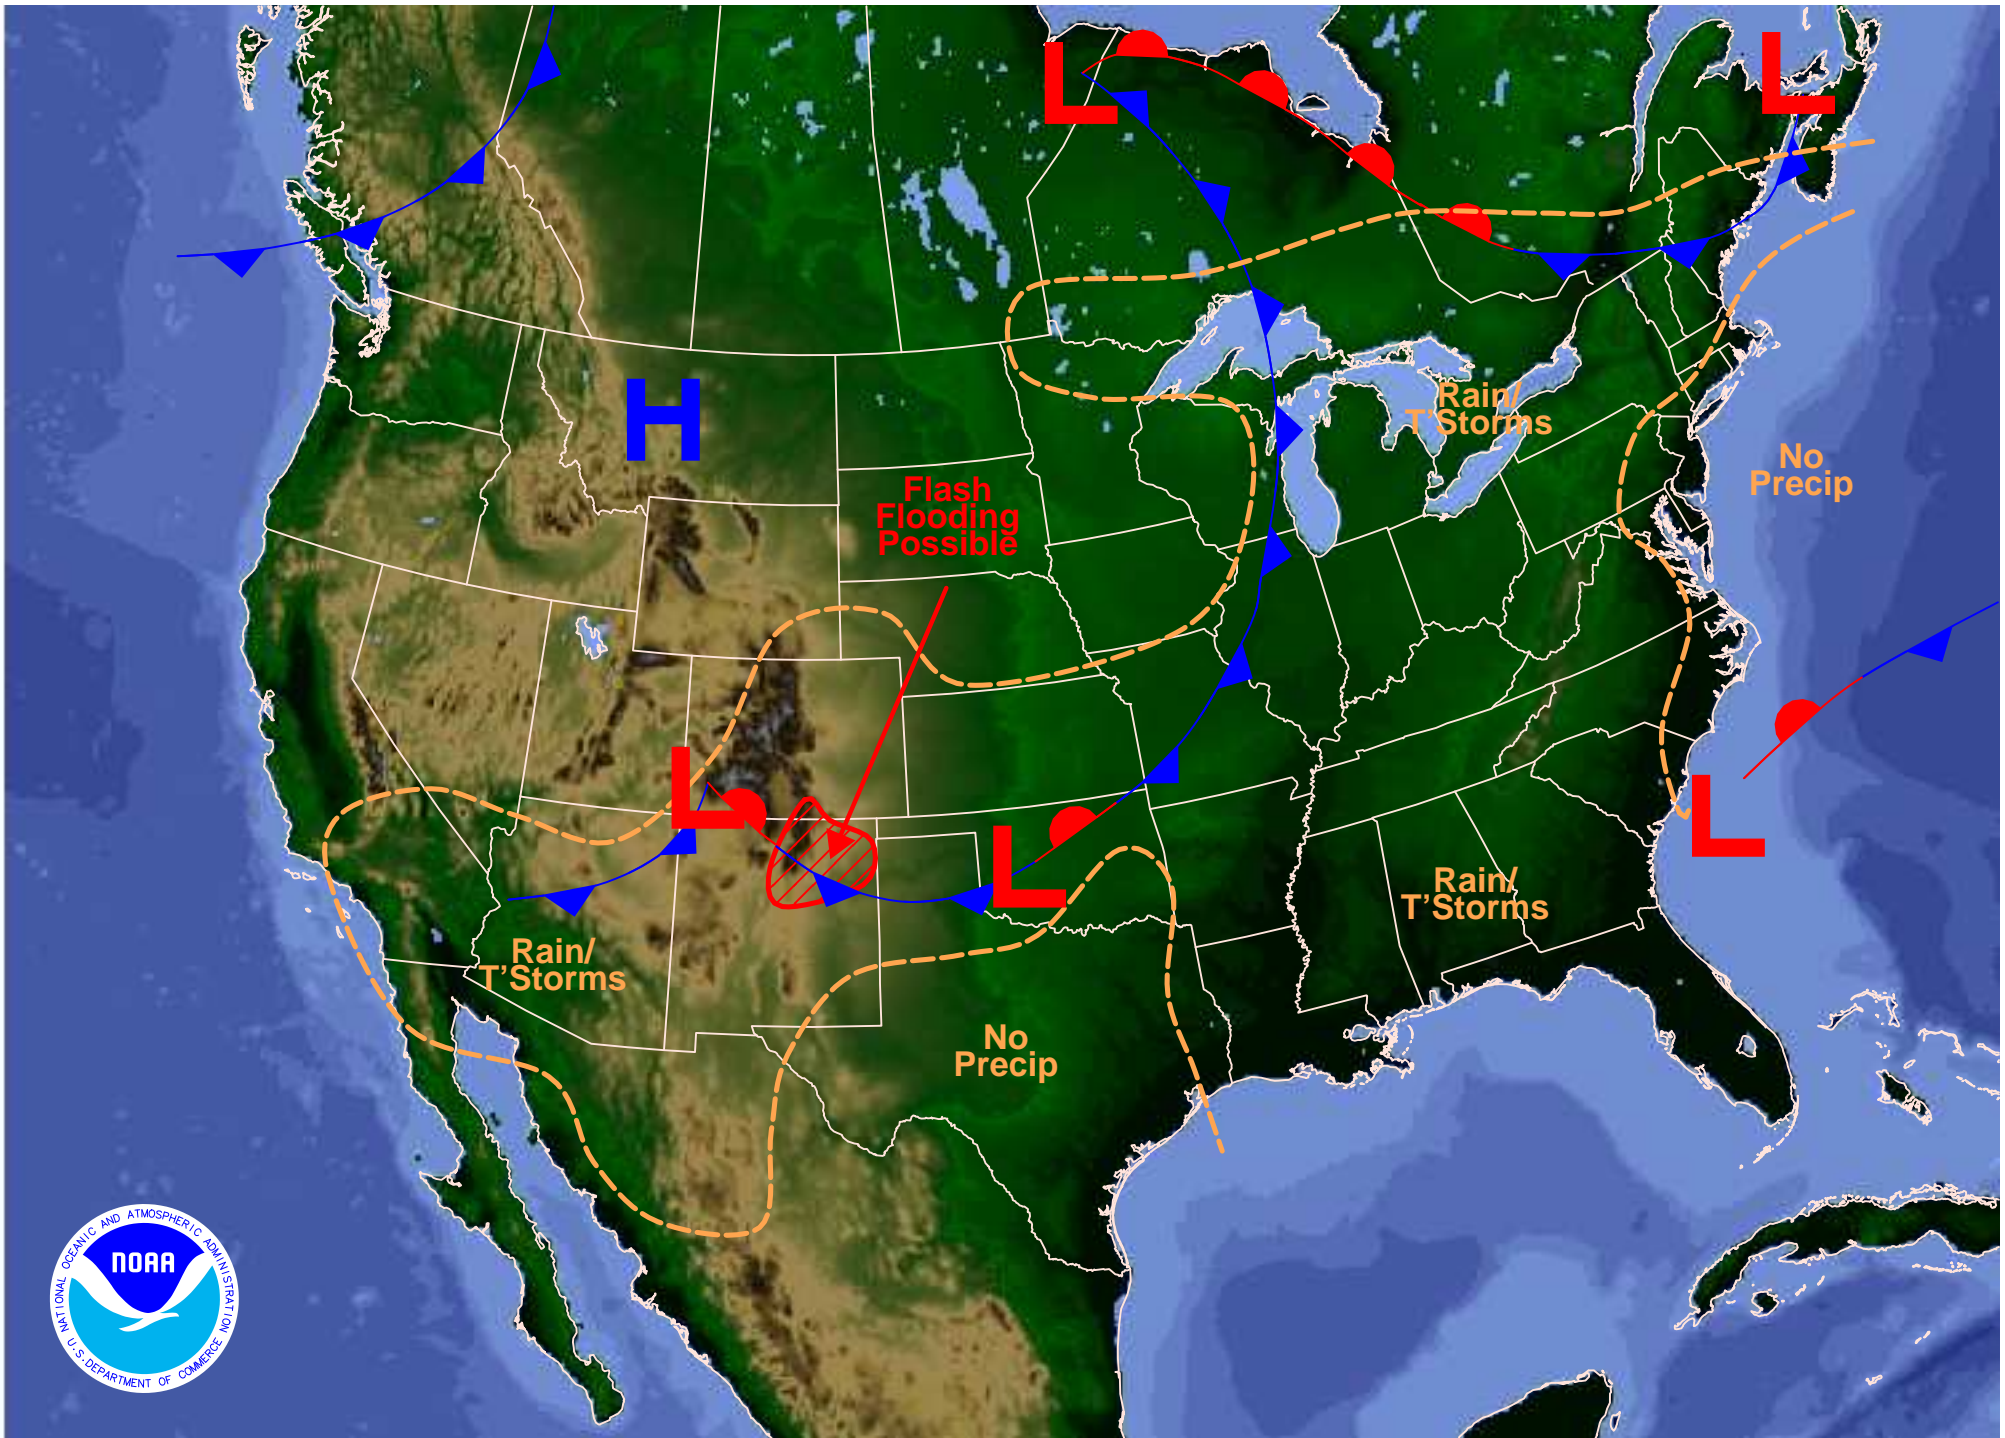 L
L
H
Rain/
T'Storms
No
Precip
Flash
Flooding
Possible
L
L
L
Rain/
T'Storms
Rain/
T'Storms
No
Precip
NATIONAL OCEANIC AND ATMOSPHERIC ADMINISTRATION
NOAA
U.S. DEPARTMENT OF COMMERCE